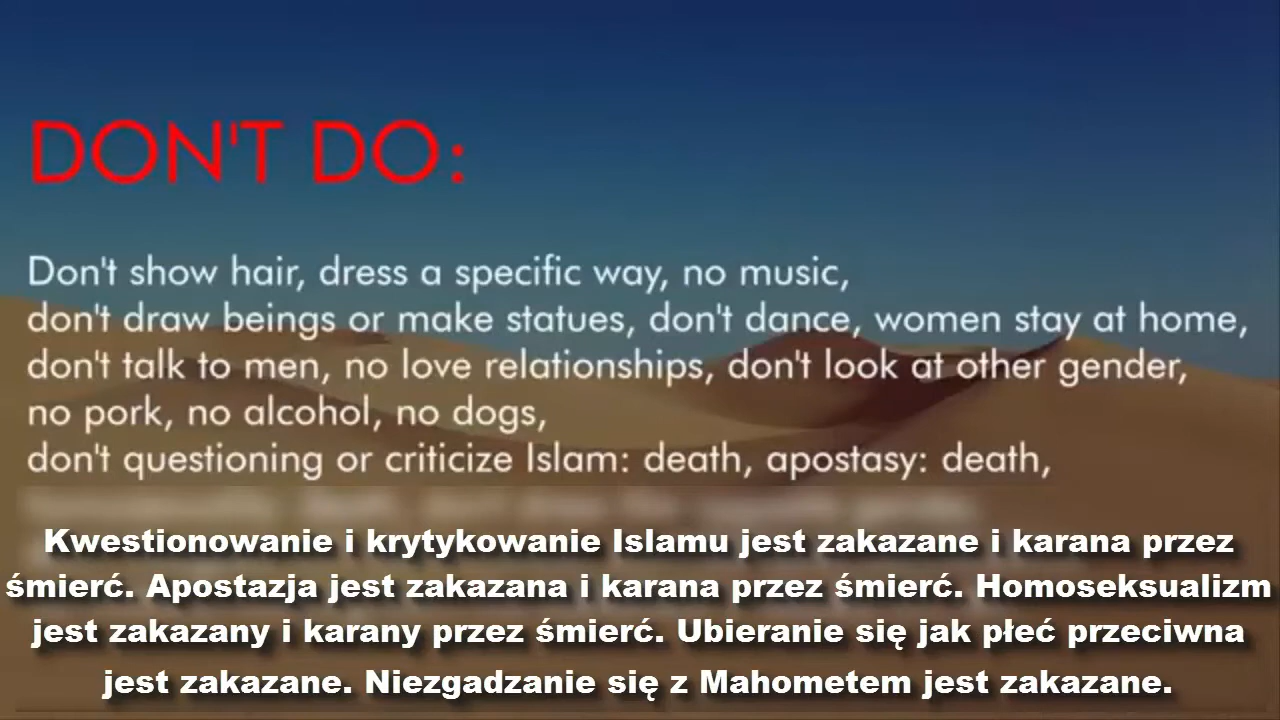 DON'T DO:
Don't show hair, dress a specific way, no music,
don't draw beings or make statues, don't dance, women stay at home,
don't talk to men, no love relationships, don't look at other gender,
no pork, no alcohol, no dogs,
don't questioning or criticize Islam: death, apostasy: death,
Kwestionowanie i krytykowanie Islamu jest zakazane i karana przez
śmierć. Apostazja jest zakazana i karana przez śmierć. Homoseksualizm
jest zakazany i karany przez śmierć. Ubieranie się jak płeć przeciwna
jest zakazane. Niezgadzanie się z Mahometem jest zakazane.